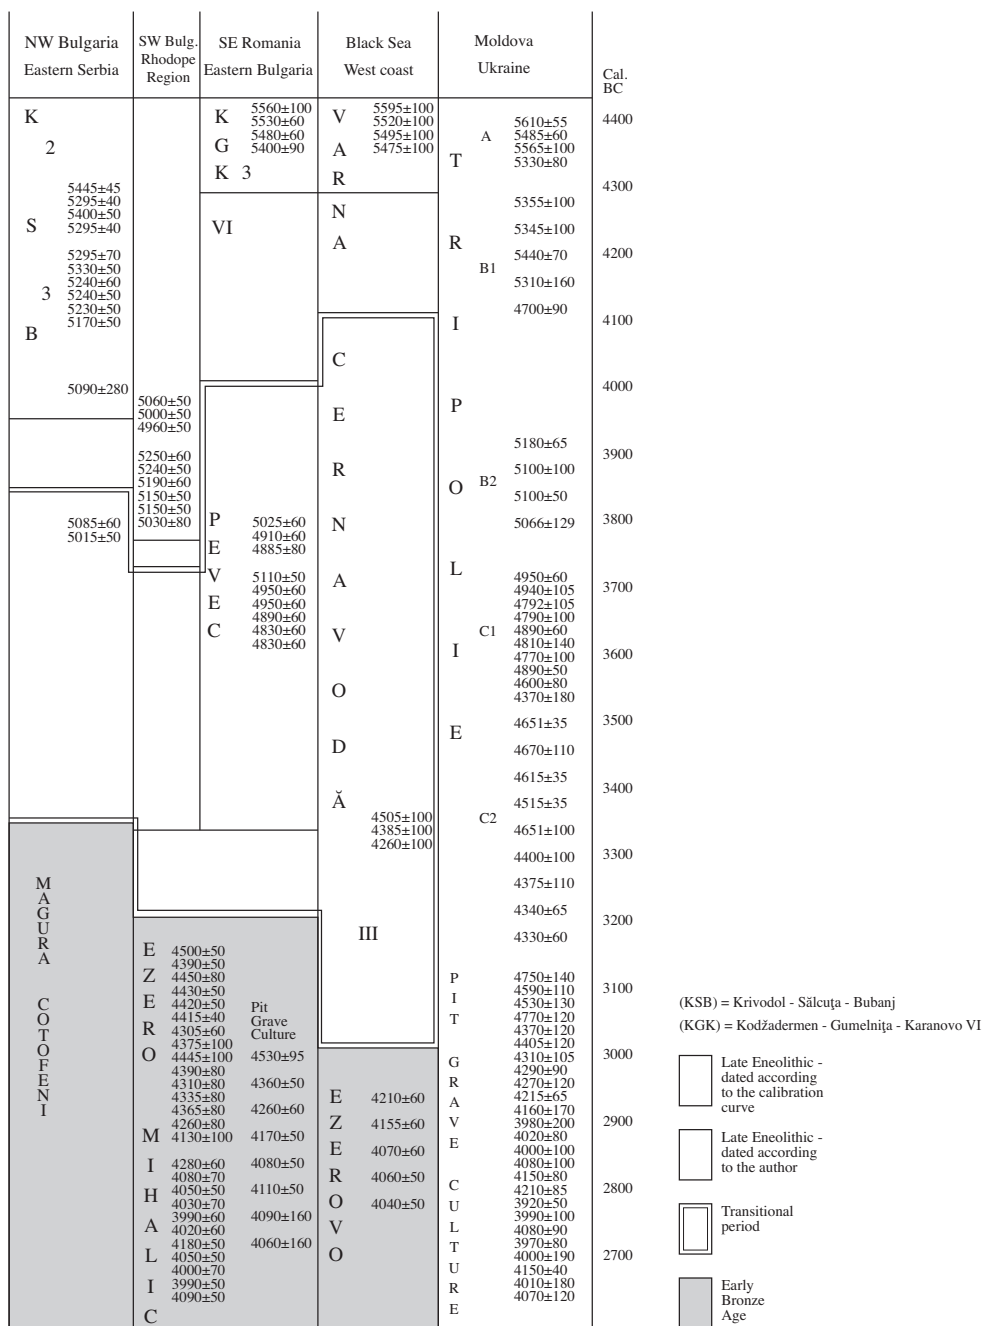 NW Bulgaria
Eastern Serbia
SW Bulg.
Rhodope
Region
SE Romania
Eastern Bulgaria
Black Sea
West coast
Moldova
Ukraine
Cal.
BC
K
2
5445±45
5295±40
5400±50
S 5295±40
5295±70
5330±50
5240±60
3 5240±50
5230±50
5170±50
B
5090±280
5085±60
5015±50
MAGURA COTOFENI
5060±50
5000±50
4960±50
5250±60
5240±50
5190±60
5150±50
5150±50
5030±80
K 5560±100
5530±60
5480±60
G 5400±90
K 3
VI
P 5025±60
4910±60
E 4885±80
V 5110±50
4950±60
E 4950±60
4890±60
C 4830±60
4830±60
EZERO MIHALIC
4500±50
4390±50
4450±80
4430±50
4420±50
4415±40
4305±60
4375±100
4445±100
4390±80
4310±80
4335±80
4365±80
4260±80
4130±100
4280±60
4080±70
4050±50
4030±70
3990±60
4020±60
4180±50
4050±50
4000±70
3990±50
4090±50
Pit
Grave
Culture
4530±95
4360±50
4260±60
4170±50
4080±50
4110±50
4090±160
4060±160
VARNA
5595±100
5520±100
5495±100
5475±100
CERNAVODĂ
4505±100
4385±100
4260±100
III
EZEROVO
4210±60
4155±60
4070±60
4060±50
4040±50
TRIPOLIE
A
5610±55
5485±60
5565±100
5330±80
5355±100
5345±100
5440±70
B1
5310±160
4700±90
5180±65
5100±100
B2
5100±50
5066±129
4950±60
4940±105
4792±105
4790±100
C1 4890±60
4810±140
4770±100
4890±50
4600±80
4370±180
4651±35
4670±110
4615±35
4515±35
C2
4651±100
4400±100
4375±110
4340±65
4330±60
PIT GRAVE CULTURE
4750±140
4590±110
4530±130
4770±120
4370±120
4405±120
4310±105
4290±90
4270±120
4215±65
4160±170
3980±200
4020±80
4000±100
4080±100
4150±80
4210±85
3920±50
3990±100
4080±90
3970±80
4000±190
4150±40
4010±180
4070±120
4400
4300
4200
4100
4000
3900
3800
3700
3600
3500
3400
3300
3200
3100
3000
2900
2800
2700
(KSB) = Krivodol - Sălcuţa - Bubanj
(KGK) = Kodžadermen - Gumelniţa - Karanovo VI
Late Eneolithic -
dated according
to the calibration
curve
Late Eneolithic -
dated according
to the author
Transitional
period
Early
Bronze
Age